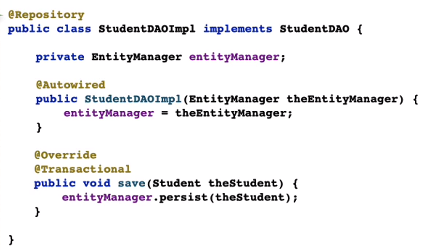 @Repository
public class StudentDAOImpl implements StudentDAO {
private EntityManager entityManager;
@Autowired
public StudentDAOImpl(EntityManager theEntityManager) {
entityManager = theEntityManager;
}
@Override
@Transactional
public void save(Student theStudent) {
entityManager.persist(theStudent);
}
}